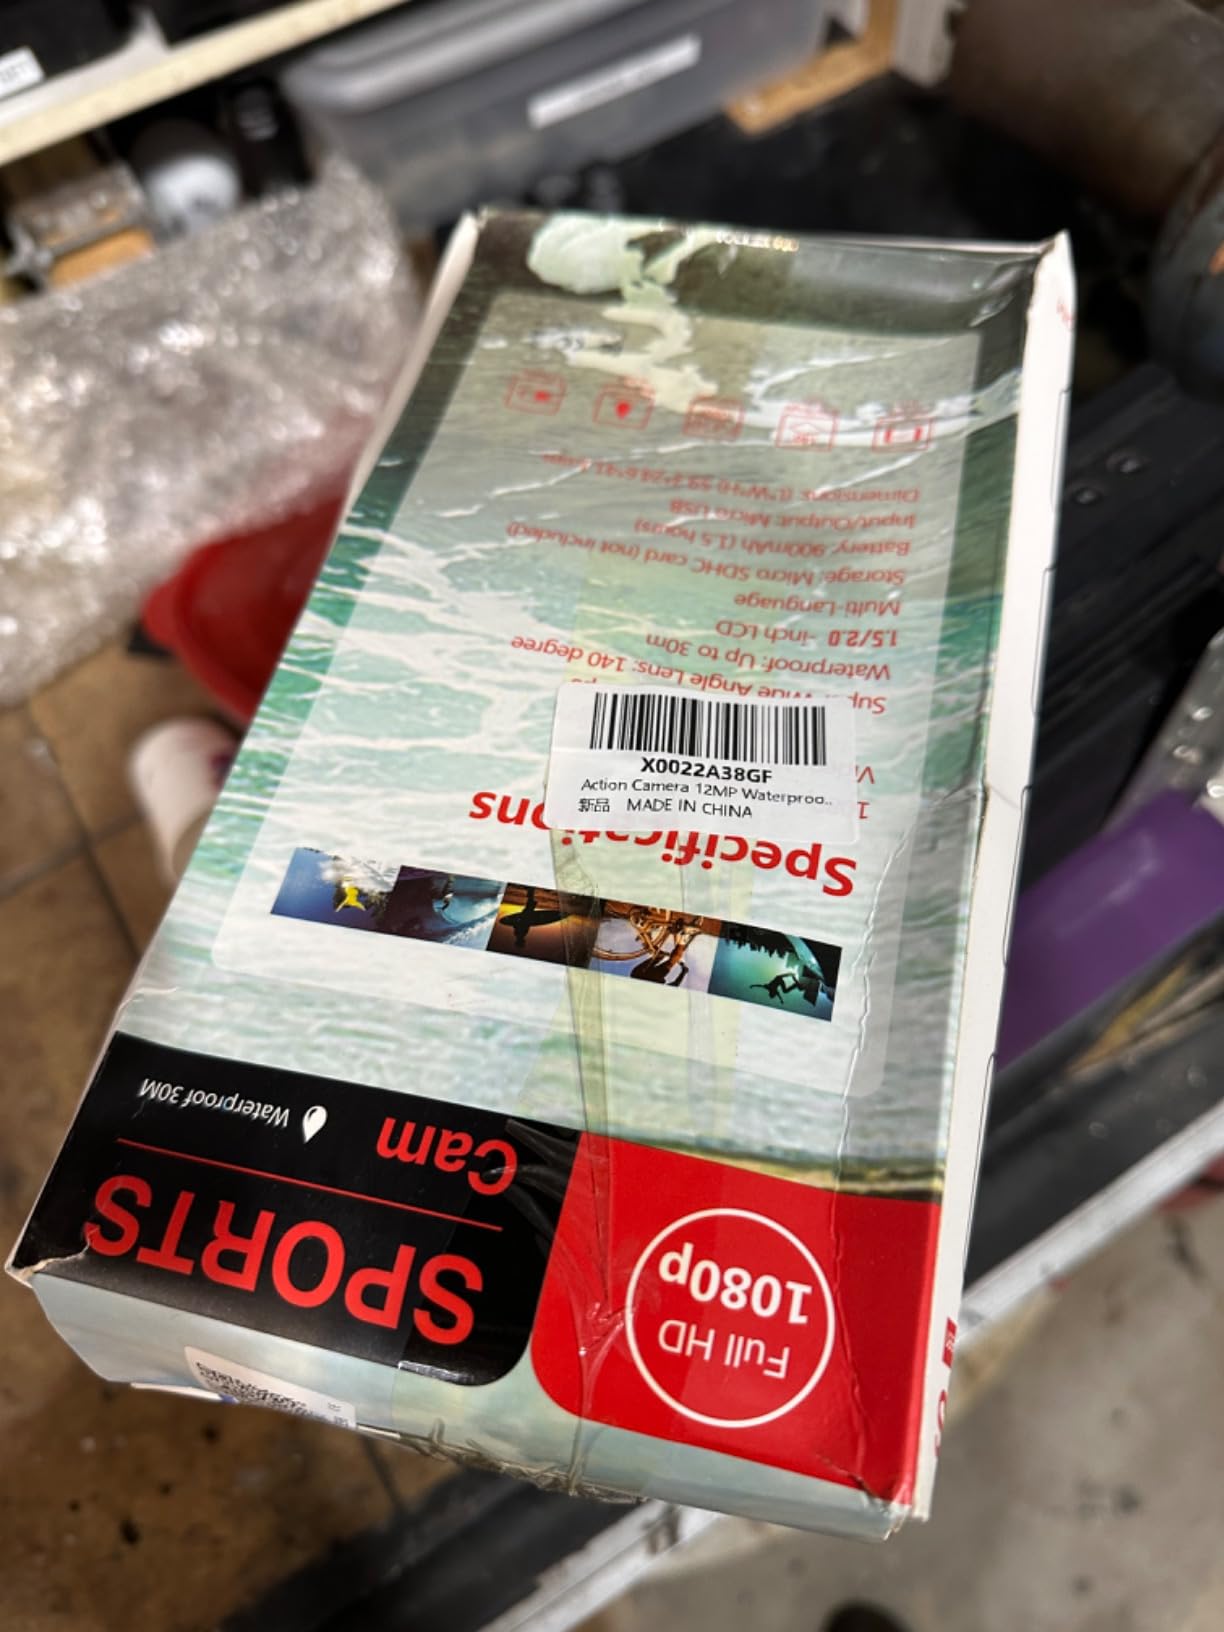 SPORTS
Cam
Waterproof 30M
Full HD
1080p
Specifications
X0022A38GF
Action Camera 12MP Waterproo..
新品 MADE IN CHINA
Wide Angle Lens: 140 degree
Waterproof: Up to 30m
1.5/2.0 -inch LCD
Multi-Language
Storage: Micro SDHC card (not included)
Battery: 900mAh (1.5 hours)
Input/Output: Micro USB
Dimensions: (L*W*H)